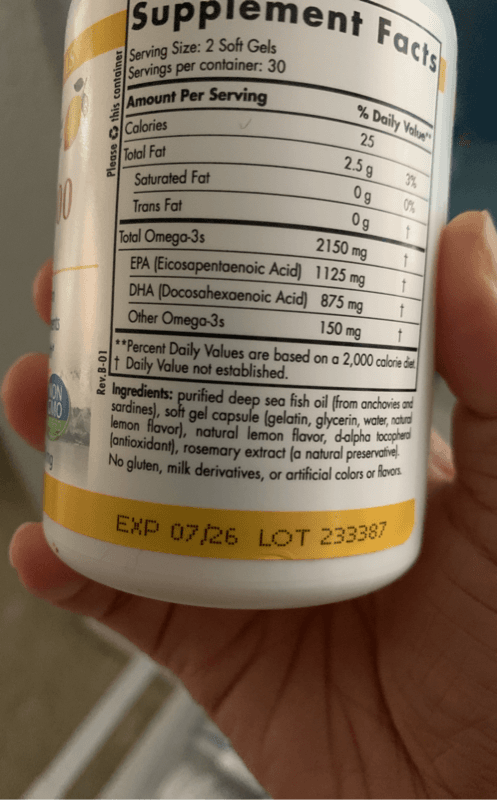 Supplement Facts
Serving Size: 2 Soft Gels
Servings per container: 30
Amount Per Serving % Daily Value**
Calories 25
Total Fat 2.5 g 3%
Saturated Fat 0 g 0%
Trans Fat 0 g †
Total Omega-3s 2150 mg †
EPA (Eicosapentaenoic Acid) 1125 mg †
DHA (Docosahexaenoic Acid) 875 mg †
Other Omega-3s 150 mg †
**Percent Daily Values are based on a 2,000 calorie diet.
† Daily Value not established.
Ingredients: purified deep sea fish oil (from anchovies and
sardines), soft gel capsule (gelatin, glycerin, water, natural
lemon flavor), natural lemon flavor, d-alpha tocopherol
(antioxidant), rosemary extract (a natural preservative).
No gluten, milk derivatives, or artificial colors or flavors.
EXP 07/26 LOT 233387
Please this container
Rev.B-01
NON
GMO